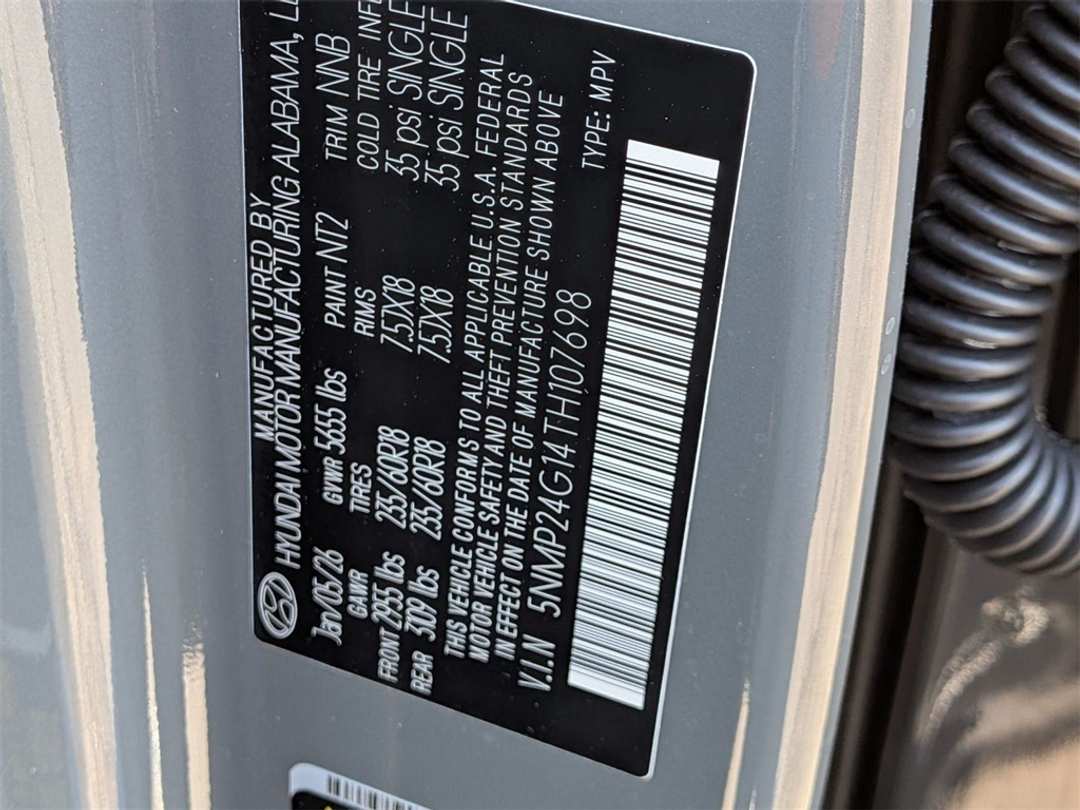 MANUFACTURED BY
HYUNDAI MOTOR MANUFACTURING ALABAMA,
Jan/05/26 GVWR 5655 lbs PAINT NT2 TRIM NNB
GAWR TIRES RIMS COLD TIRE
FRONT 2955 lbs 235/60R18 7.5JX18 35 psi SINGLE
REAR 3109 lbs 235/60R18 7.5JX18 35 psi SINGLE
THIS VEHICLE CONFORMS TO ALL APPLICABLE U.S.A. FEDERAL
MOTOR VEHICLE SAFETY AND THEFT PREVENTION STANDARDS
IN EFFECT ON THE DATE OF MANUFACTURE SHOWN ABOVE
V.I.N 5NMP24G14TH107698 TYPE: MPV